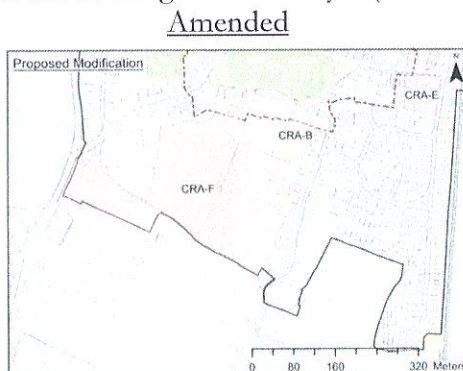 Amended
Proposed Modification
N
CRA-E
CRA-B
CRA-F
0 80 160 320 Meters